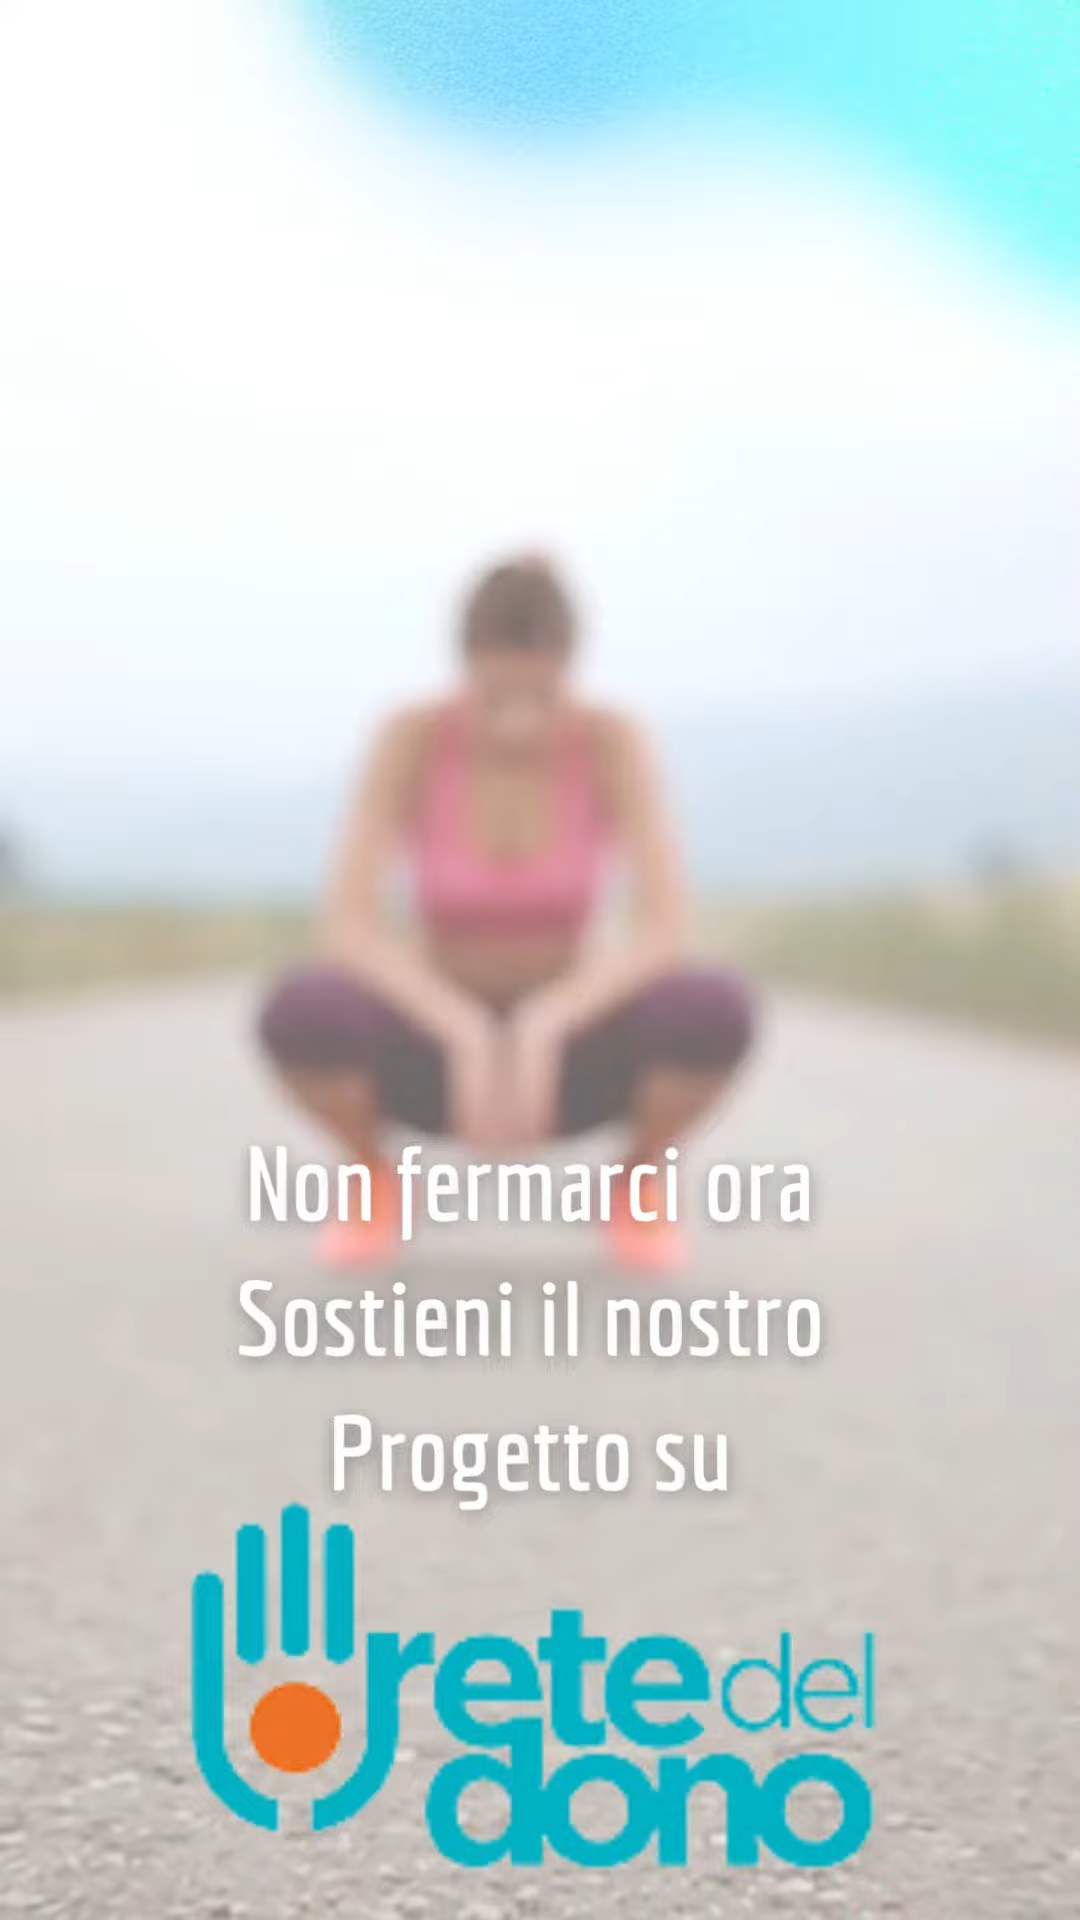 Non fermarci ora
Sostieni il nostro
Progetto su
rete del
dono